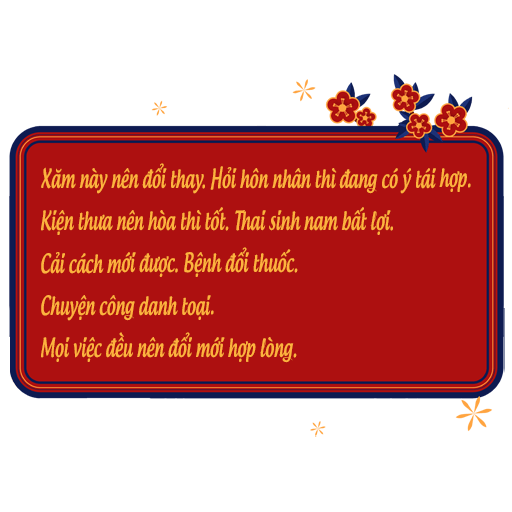 Xăm này nên đổi thay. Hỏi hôn nhân thì đang có ý tái hợp.
Kiện thưa nên hòa thì tốt. Thai sinh nam bất lợi.
Cải cách mới được. Bệnh đổi thuốc.
Chuyện công danh toại.
Mọi việc đều nên đổi mới hợp lòng.